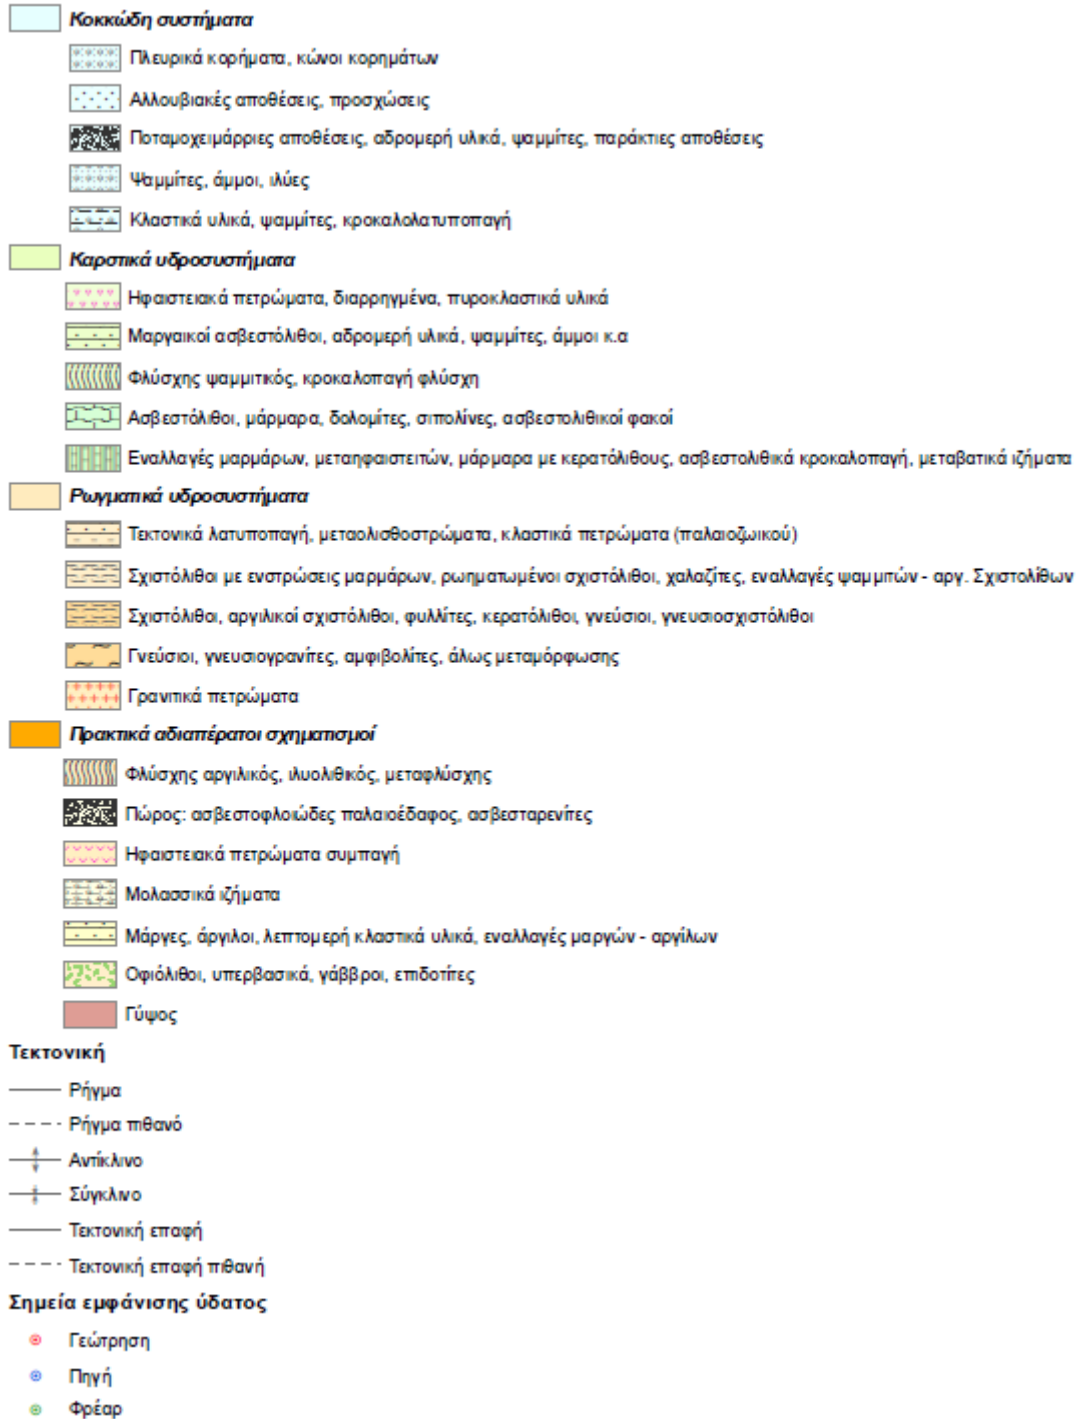 Κοκκώδη συστήματα
Πλευρικά κορήματα, κώνοι κορημάτων
Αλλουβιακές αποθέσεις, προσχώσεις
Ποταμοχειμάρριες αποθέσεις, αδρομερή υλικά, ψαμμίτες, παράκτιες αποθέσεις
Ψαμμίτες, άμμοι, ιλύες
Κλαστικά υλικά, ψαμμίτες, κροκαλολατυποπαγή
Καρστικά υδροσυστήματα
Ηφαιστειακά πετρώματα, διαρρηγμένα, πυροκλαστικά υλικά
Μαργαικοί ασβεστόλιθοι, αδρομερή υλικά, ψαμμίτες, άμμοι κ.α
Φλύσχης ψαμμιτικός, κροκαλοπαγή φλύσχη
Ασβεστόλιθοι, μάρμαρα, δολομίτες, σιπολίνες, ασβεστολιθικοί φακοί
Εναλλαγές μαρμάρων, μεταηφαιστειτών, μάρμαρα με κερατόλιθους, ασβεστολιθικά κροκαλοπαγή, μεταβατικά ιζήματα
Ρωγματικά υδροσυστήματα
Τεκτονικά λατυποπαγή, μεταολισθοστρώματα, κλαστικά πετρώματα (παλαιοζωικού)
Σχιστόλιθοι με ενστρώσεις μαρμάρων, ρωηματωμένοι σχιστόλιθοι, χαλαζίτες, εναλλαγές ψαμμιτών - αργ. Σχιστολίθων
Σχιστόλιθοι, αργιλικοί σχιστόλιθοι, φυλλίτες, κερατόλιθοι, γνεύσιοι, γνευσιοσχιστόλιθοι
Γνεύσιοι, γνευσιογρανίτες, αμφιβολίτες, άλως μεταμόρφωσης
Γρανιτικά πετρώματα
Πρακτικά αδιαπέρατοι σχηματισμοί
Φλύσχης αργιλικός, ιλυολιθικός, μεταφλύσχης
Πώρος: ασβεστοφλοιώδες παλαιοέδαφος, ασβεσταρενίτες
Ηφαιστειακά πετρώματα συμπαγή
Μολασσικά ιζήματα
Μάργες, άργιλοι, λεπτομερή κλαστικά υλικά, εναλλαγές μαργών - αργίλων
Οφιόλιθοι, υπερβασικά, γάββροι, επιδοτίτες
Γύψος
Τεκτονική
Ρήγμα
Ρήγμα πιθανό
Αντίκλινο
Σύγκλινο
Τεκτονική επαφή
Τεκτονική επαφή πιθανή
Σημεία εμφάνισης ύδατος
Γεώτρηση
Πηγή
Φρέαρ